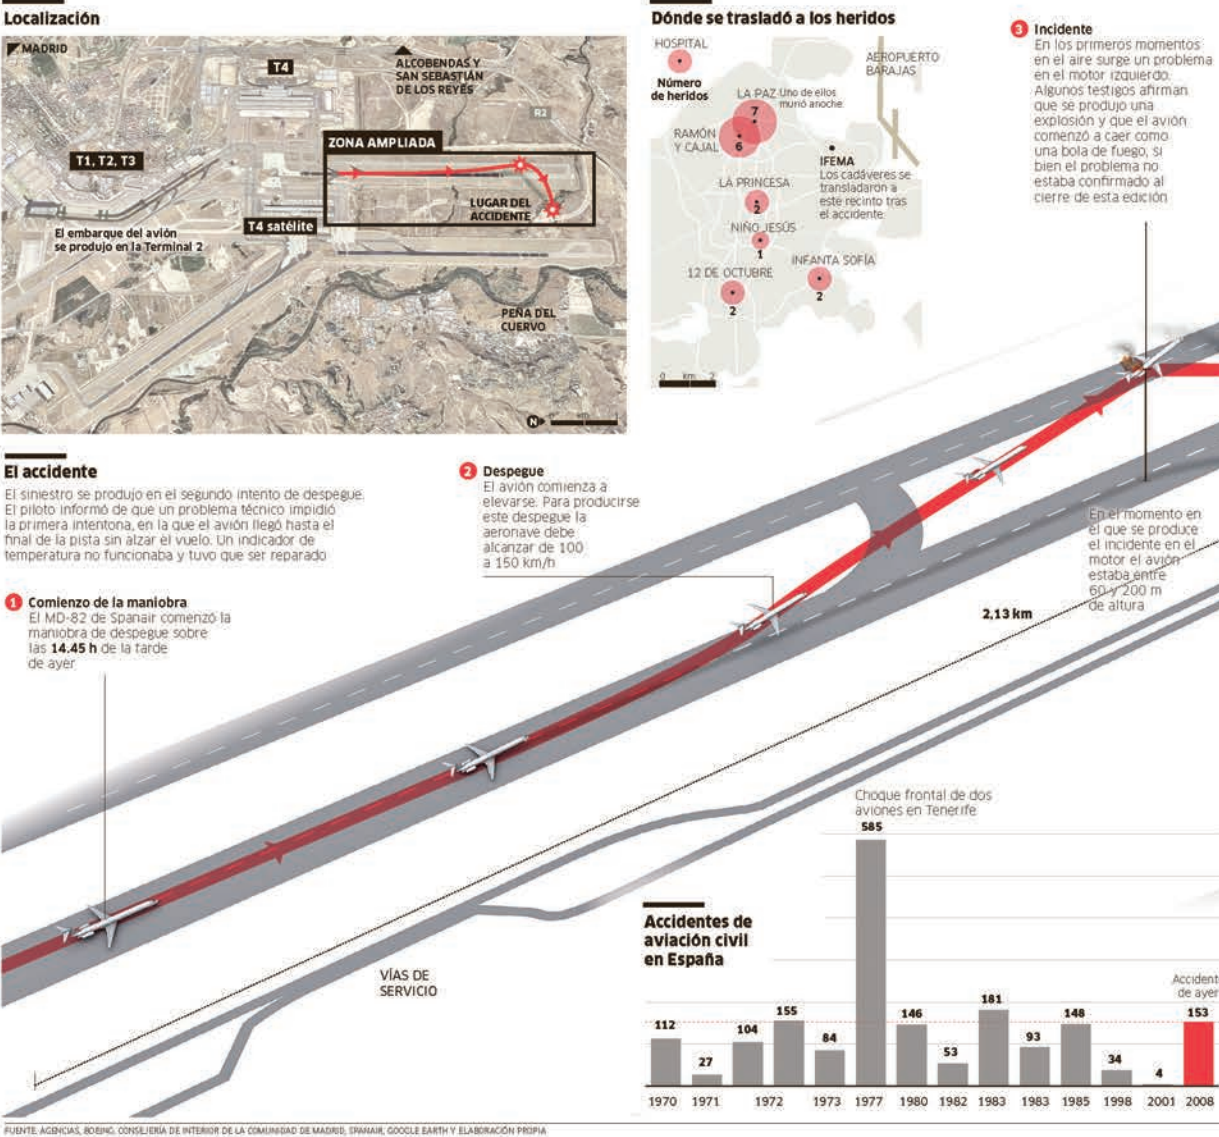 Localización
MADRID
T4
ALCOBENDAS Y
SAN SEBASTIÁN
DE LOS REYES
R2
T1, T2, T3
ZONA AMPLIADA
LUGAR DEL
ACCIDENTE
El embarque del avión
se produjo en la Terminal 2
T4 satélite
PEÑA DEL
CUERVO
N
0
km
Dónde se trasladó a los heridos
HOSPITAL
Número
de heridos
AEROPUERTO
BARAJAS
LA PAZ
Uno de ellos
murió anoche
7
RAMÓN
Y CAJAL
6
IFEMA
Los cadáveres se
transladaron a
este recinto tras
el accidente
LA PRINCESA
2
NIÑO JESÚS
1
INFANTA SOFÍA
2
12 DE OCTUBRE
2
0 km 2
3 Incidente
En los primeros momentos
en el aire surge un problema
en el motor izquierdo.
Algunos testigos afirman
que se produjo una
explosión y que el avión
comenzó a caer como
una bola de fuego, si
bien el problema no
estaba confirmado al
cierre de esta edición
El accidente
El siniestro se produjo en el segundo intento de despegue.
El piloto informó de que un problema técnico impidió
la primera intentona, en la que el avión llegó hasta el
final de la pista sin alzar el vuelo. Un indicador de
temperatura no funcionaba y tuvo que ser reparado
2 Despegue
El avión comienza a
elevarse. Para producirse
este despegue la
aeronave debe
alcanzar de 100
a 150 km/h
En el momento en
el que se produce
el incidente en el
motor el avión
estaba entre
60 y 200 m
de altura
1 Comienzo de la maniobra
El MD-82 de Spanair comenzó la
maniobra de despegue sobre
las 14.45 h de la tarde
de ayer
2,13 km
VÍAS DE
SERVICIO
Accidentes de
aviación civil
en España
Choque frontal de dos
aviones en Tenerife
585
Accident
de ayer
112
27
104
155
84
146
53
181
93
148
34
4
153
1970 1971 1972 1973 1977 1980 1982 1983 1983 1985 1998 2001 2008
FUENTE: AGENCIAS, BOEING, CONSEJERÍA DE INTERIOR DE LA COMUNIDAD DE MADRID, SPANAIR, GOOGLE EARTH Y ELABORACIÓN PROPIA